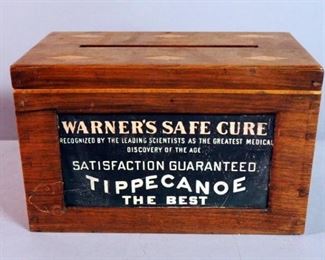 WARNER'S SAFE CURE
RECOGNIZED BY THE LEADING SCIENTISTS AS THE GREATEST MEDICAL
DISCOVERY OF THE AGE.
SATISFACTION GUARANTEED
TIPPECANOE
THE BEST